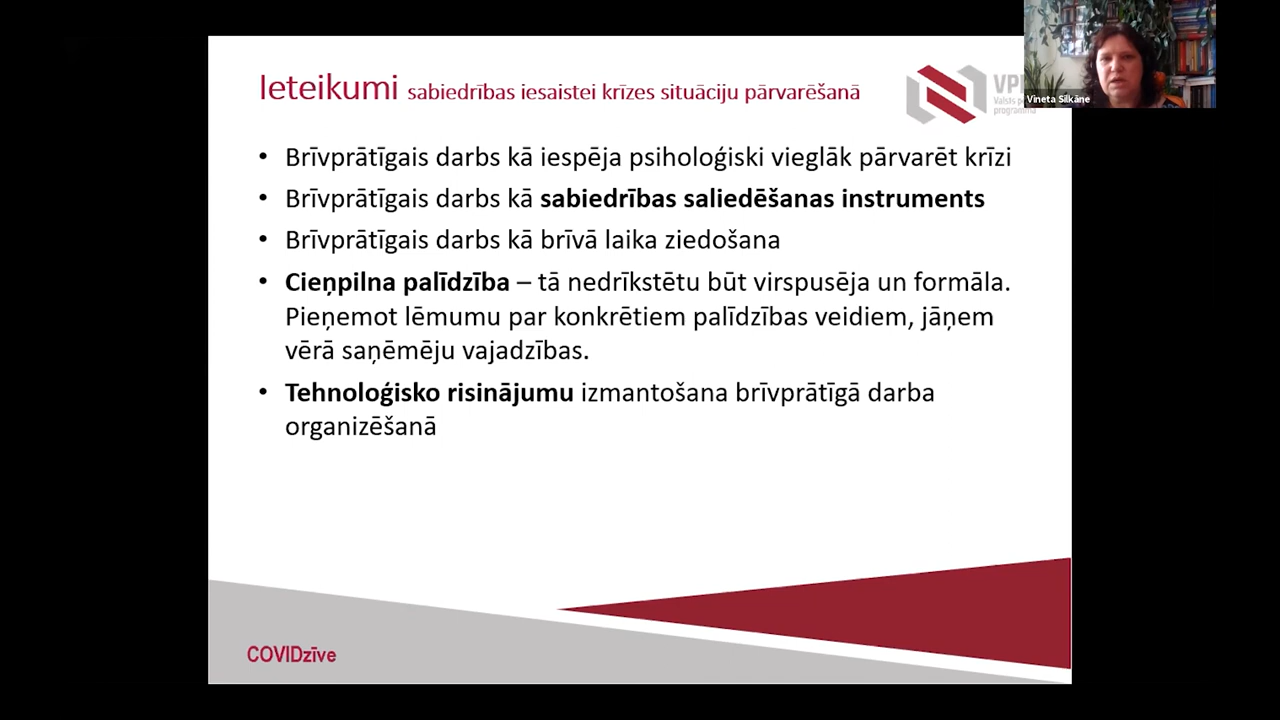 Ieteikumi sabiedrības iesaistei krīzes situāciju pārvarēšanā
Vineta Silkāne
• Brīvprātīgais darbs kā iespēja psiholoģiski vieglāk pārvarēt krīzi
• Brīvprātīgais darbs kā sabiedrības saliedēšanas instruments
• Brīvprātīgais darbs kā brīvā laika ziedošana
• Cieņpilna palīdzība – tā nedrīkstētu būt virspusēja un formāla.
Pieņemot lēmumu par konkrētiem palīdzības veidiem, jāņem
vērā saņēmēju vajadzības.
• Tehnoloģisko risinājumu izmantošana brīvprātīgā darba
organizēšanā
COVIDzīve